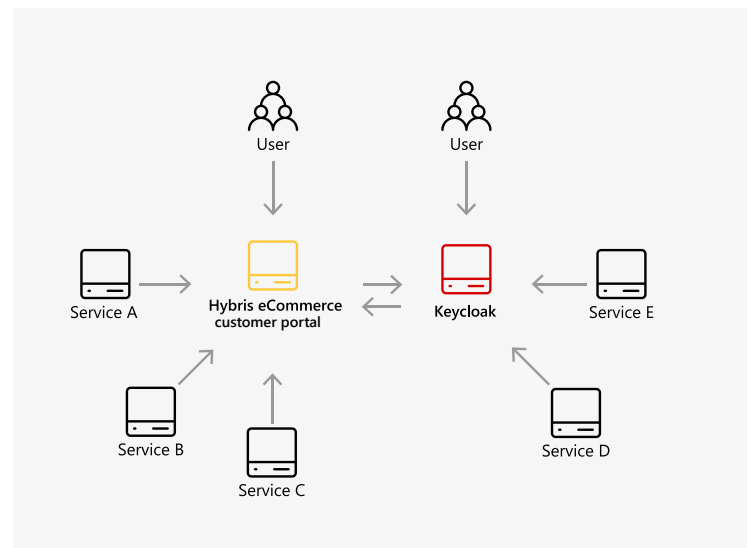 User
User
Service A
Hybris eCommerce
customer portal
Keycloak
Service E
Service B
Service C
Service D